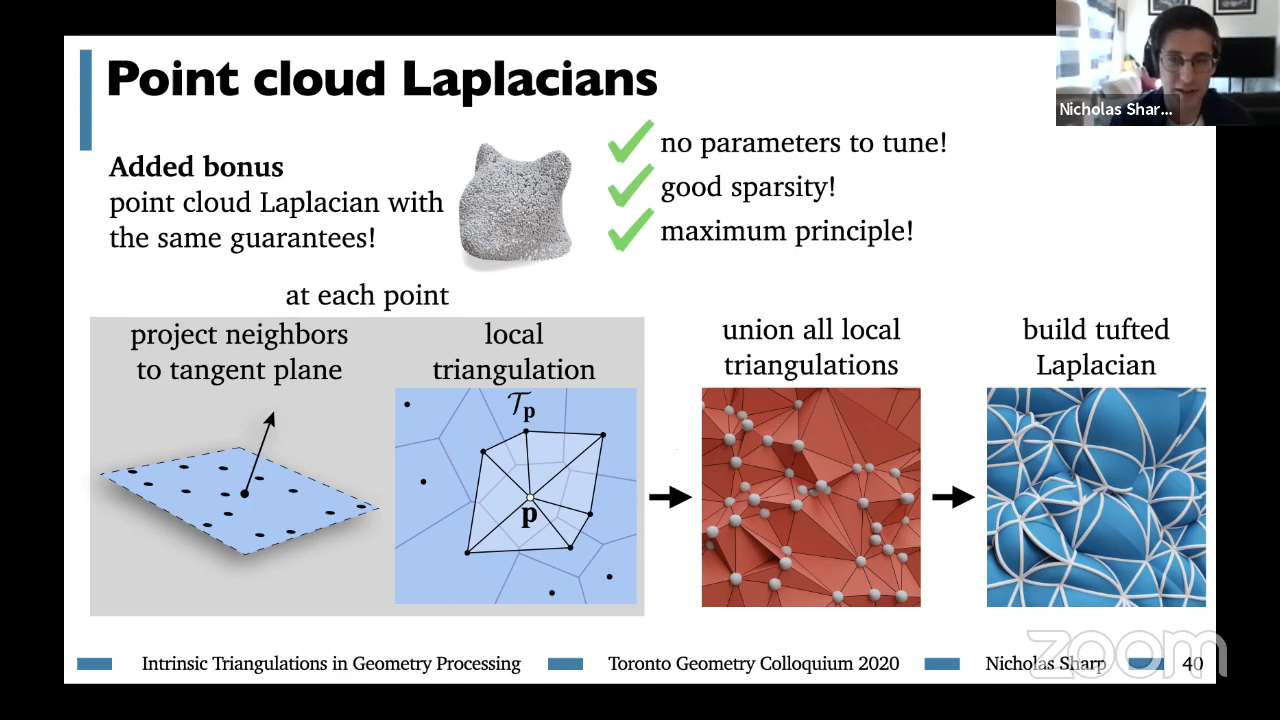 Point cloud Laplacians
Nicholas Shar...
Added bonus
point cloud Laplacian with
the same guarantees!
no parameters to tune!
good sparsity!
maximum principle!
at each point
project neighbors
to tangent plane
local
triangulation
𝒯p
p
union all local
triangulations
build tufted
Laplacian
zoom
Intrinsic Triangulations in Geometry Processing
Toronto Geometry Colloquium 2020
Nicholas Sharp
40